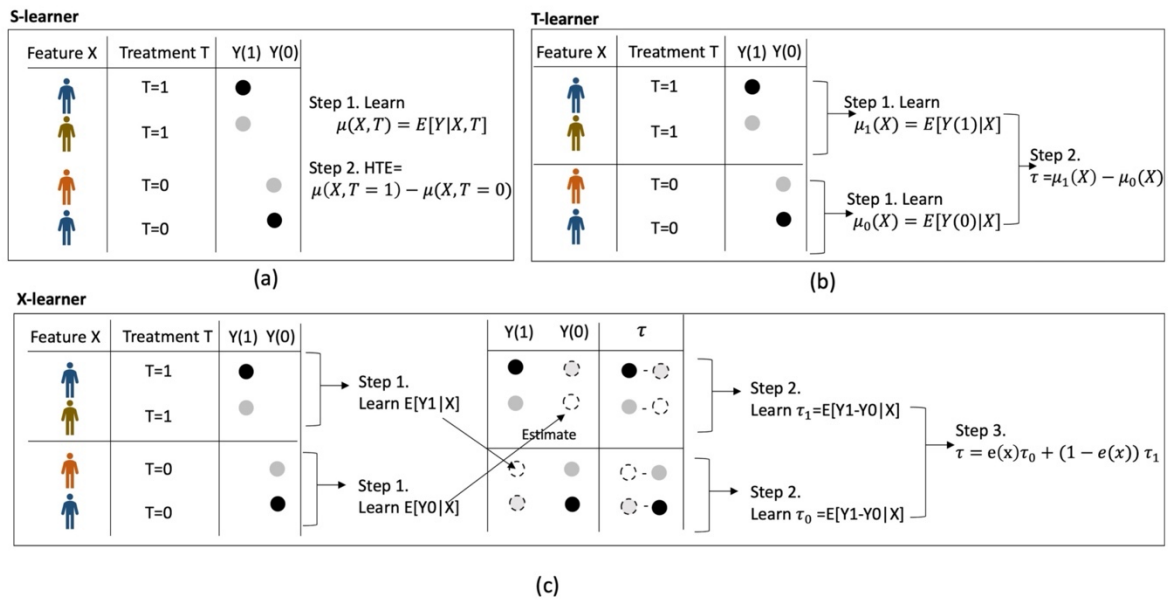 S-learner
Feature X Treatment T Y(1) Y(0)
T=1
T=1
T=0
T=0
Step 1. Learn
μ(X,T) = E[Y|X,T]
Step 2. HTE=
μ(X,T = 1) − μ(X,T = 0)
(a)
T-learner
Feature X Treatment T Y(1) Y(0)
T=1
T=1
T=0
T=0
Step 1. Learn
μ₁(X) = E[Y(1)|X]
Step 1. Learn
μ₀(X) = E[Y(0)|X]
Step 2.
τ =μ₁(X) − μ₀(X)
(b)
X-learner
Feature X Treatment T Y(1) Y(0)
T=1
T=1
T=0
T=0
Step 1.
Learn E[Y1|X]
Step 1.
Learn E[Y0|X]
Y(1) Y(0) τ
-
-
Estimate
-
-
Step 2.
Learn τ₁=E[Y1-Y0|X]
Step 2.
Learn τ₀ =E[Y1-Y0|X]
Step 3.
τ = e(x)τ₀ + (1 − e(x)) τ₁
(c)